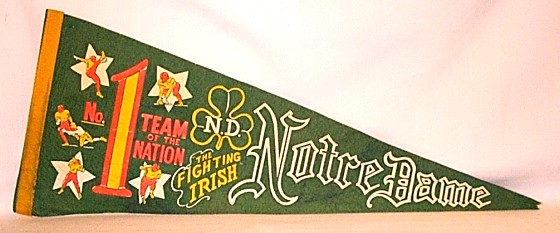 No. 1
TEAM
OF THE
NATION
N.D.
THE
FIGHTING
IRISH
Notre Dame